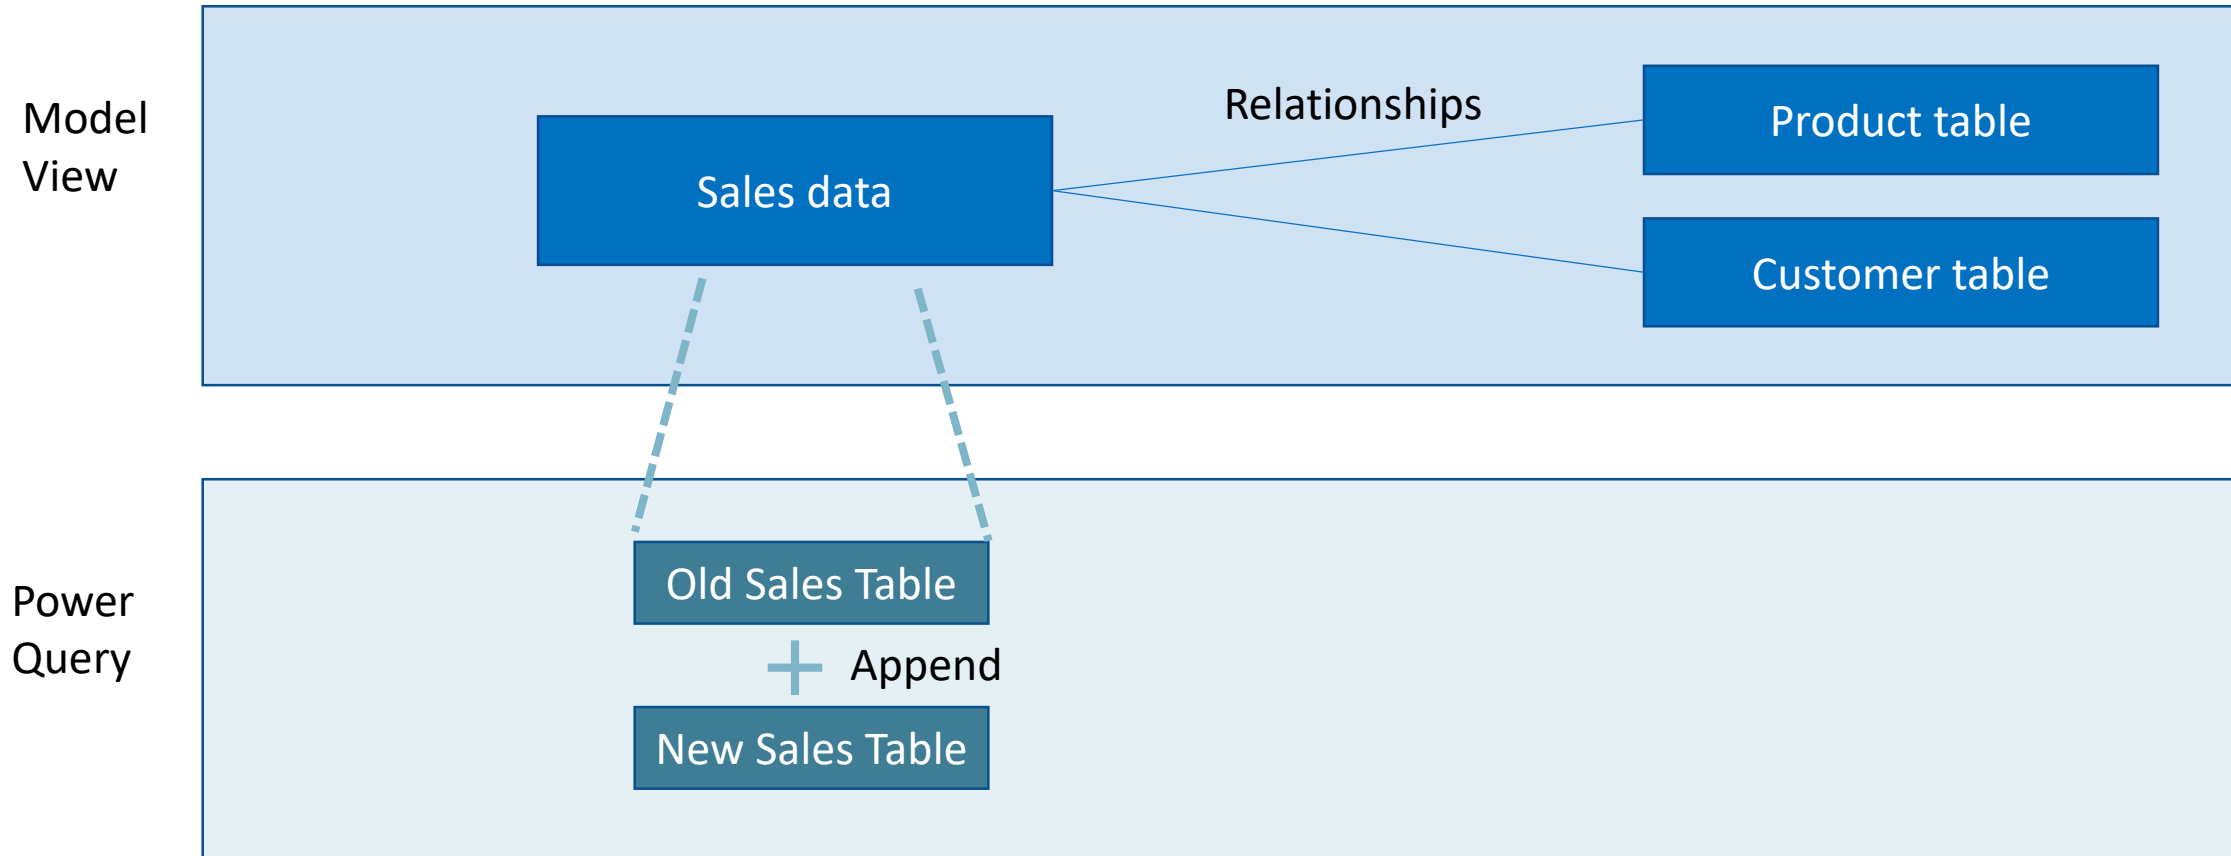 Model
View
Relationships
Sales data
Product table
Customer table
Power
Query
Old Sales Table
Append
New Sales Table